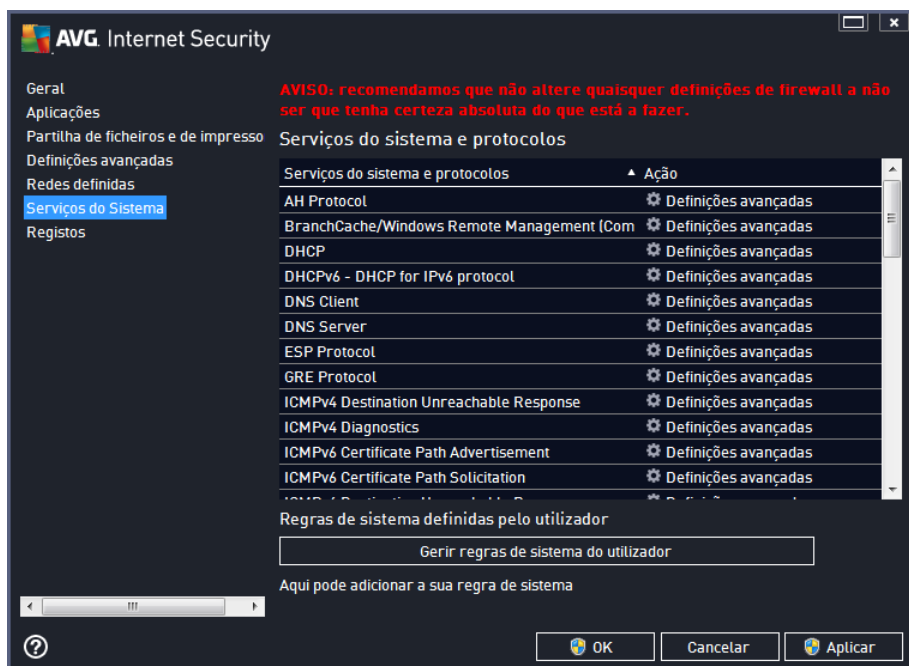 AVG. Internet Security
Geral
Aplicações
Partilha de ficheiros e de impresso
Definições avançadas
Redes definidas
Serviços do Sistema
Registos
AVISO: recomendamos que não altere quaisquer definições de firewall a não
ser que tenha certeza absoluta do que está a fazer.
Serviços do sistema e protocolos
Serviços do sistema e protocolos Ação
AH Protocol Definições avançadas
BranchCache/Windows Remote Management (Com Definições avançadas
DHCP Definições avançadas
DHCPv6 - DHCP for IPv6 protocol Definições avançadas
DNS Client Definições avançadas
DNS Server Definições avançadas
ESP Protocol Definições avançadas
GRE Protocol Definições avançadas
ICMPv4 Destination Unreachable Response Definições avançadas
ICMPv4 Diagnostics Definições avançadas
ICMPv6 Certificate Path Advertisement Definições avançadas
ICMPv6 Certificate Path Solicitation Definições avançadas
Regras de sistema definidas pelo utilizador
Gerir regras de sistema do utilizador
Aqui pode adicionar a sua regra de sistema
OK
Cancelar
Aplicar